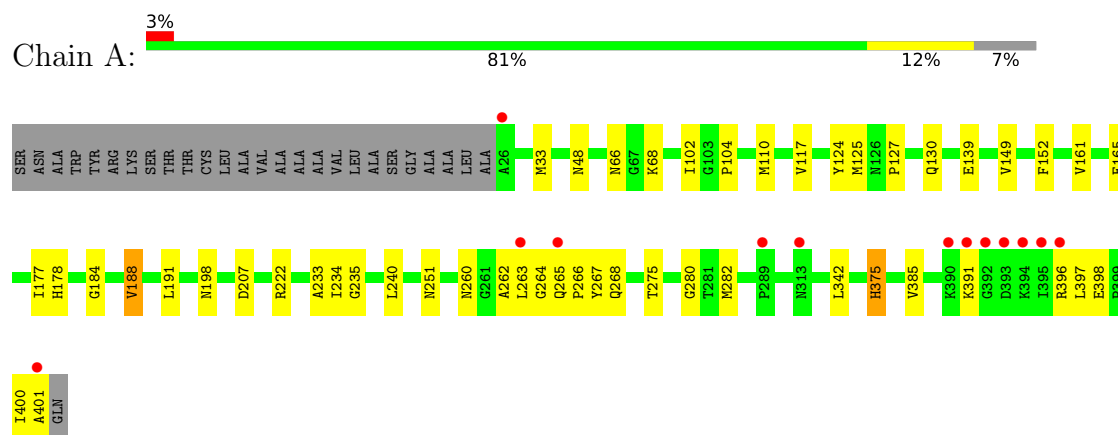 3%
Chain A:
81% 12% 7%
SER ASN ALA TRP TYR ARG LYS SER THR THR CYS LEU ALA VAL ALA ALA ALA ALA VAL LEU ALA SER GLY ALA ALA ALA LEU ALA A26 M33 N48 N66 G67 K68 I102 G103 P104 M110 V117 Y124 M125 N126 P127 Q130 E139 V149 F152 V161
I177 H178 G184 V188 L191 N198 D207 R222 A233 I234 G235 L240 N251 N260 G261 A262 L263 G264 Q265 P266 Y267 Q268 T275 G280 T281 M282 P289 N313 L342 H375 V385 K390 K391 G392 D393 K394 I395 R396 L397 E398
I400 A401 GLN